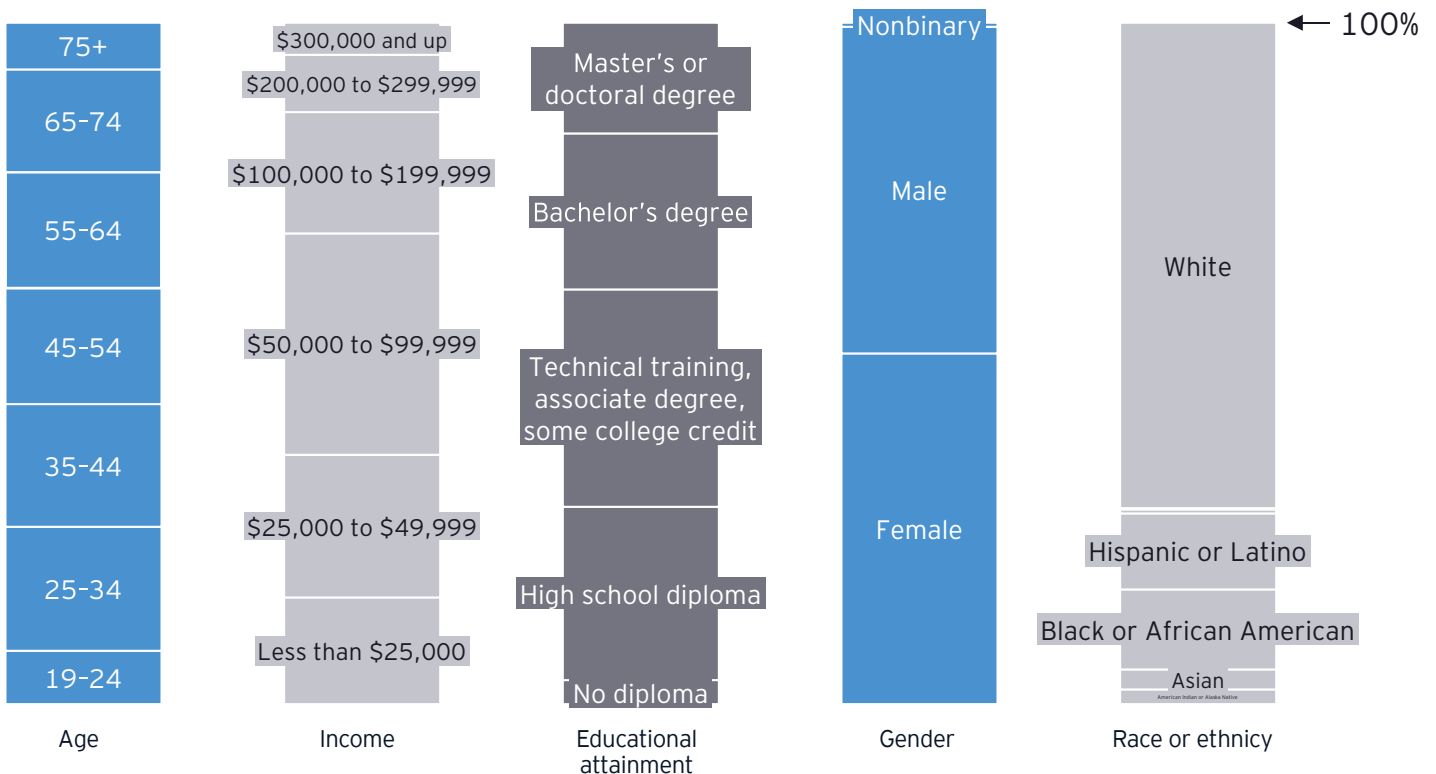 100%
75+
65–74
55–64
45–54
35–44
25–34
19–24
Age
$300,000 and up
$200,000 to $299,999
$100,000 to $199,999
$50,000 to $99,999
$25,000 to $49,999
Less than $25,000
Income
Master’s or
doctoral degree
Bachelor’s degree
Technical training,
associate degree,
some college credit
High school diploma
No diploma
Educational
attainment
Nonbinary
Male
Female
Gender
White
Hispanic or Latino
Black or African American
Asian
American Indian or Alaska Native
Race or ethnicity